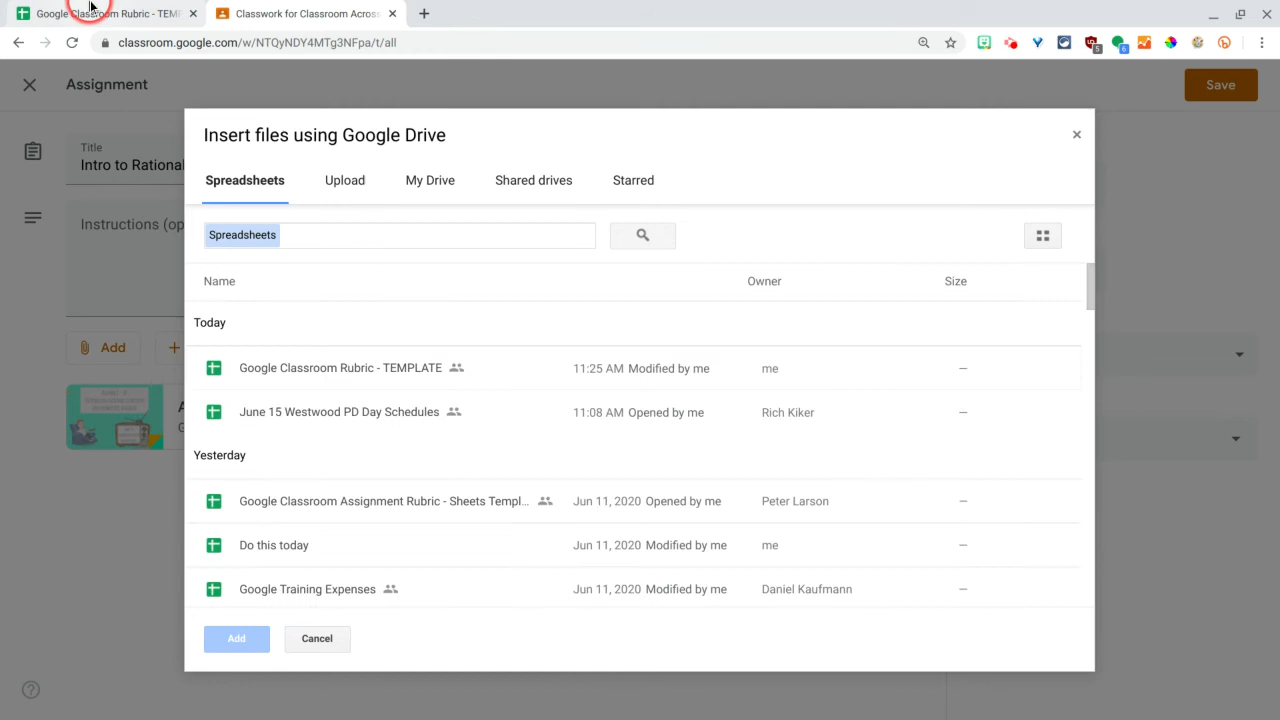 Google Classroom Rubric - TEMP
Classwork for Classroom Across
classroom.google.com/w/NTQyNDY4MTg3NFpa/t/all
5
6
Assignment
Save
Title
Intro to Rational
Instructions (op
Add
Insert files using Google Drive
Spreadsheets
Upload
My Drive
Shared drives
Starred
Spreadsheets
Name
Owner
Size
Today
Google Classroom Rubric - TEMPLATE
11:25 AM Modified by me
me
—
June 15 Westwood PD Day Schedules
11:08 AM Opened by me
Rich Kiker
—
Yesterday
Google Classroom Assignment Rubric - Sheets Templ...
Jun 11, 2020 Opened by me
Peter Larson
—
Do this today
Jun 11, 2020 Modified by me
me
—
Google Training Expenses
Jun 11, 2020 Modified by me
Daniel Kaufmann
—
Add
Cancel